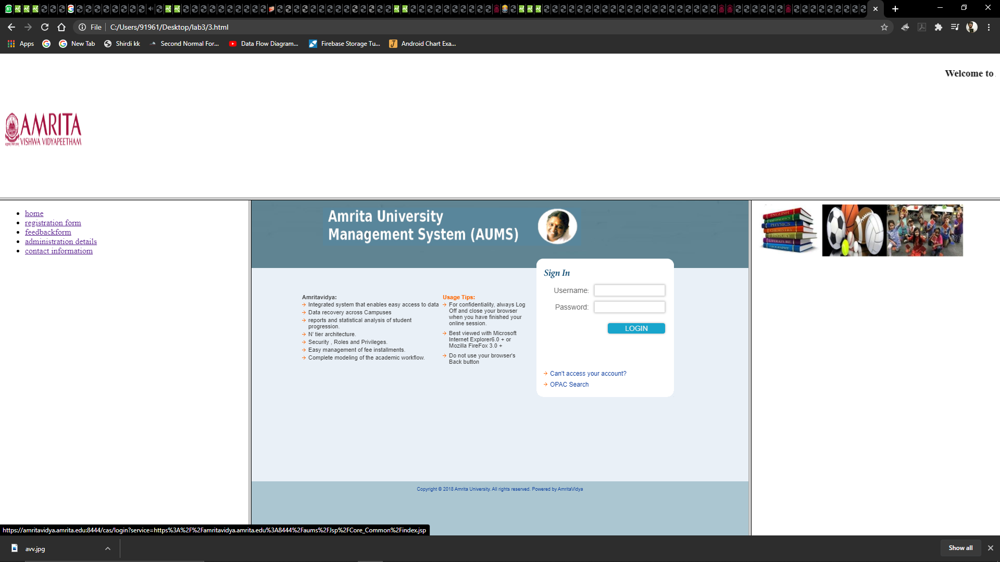 File
C:/Users/91961/Desktop/lab3/3.html
Apps
New Tab
Shirdi kk
Second Normal For...
Data Flow Diagram...
Firebase Storage Tu...
Android Chart Exa...
Welcome to
AMRITA
VISHWA VIDYAPEETHAM
home
registration form
feedbackform
administration details
contact informatiom
Amrita University
Management System (AUMS)
Amritavidya:
Integrated system that enables easy access to data
Data recovery across Campuses
reports and statistical analysis of student
progression.
N' tier architecture.
Security , Roles and Privileges.
Easy management of fee installments.
Complete modeling of the academic workflow.
Usage Tips:
For confidentiality, always Log
Off and close your browser
when you have finished your
online session.
Best viewed with Microsoft
Internet Explorer6.0 + or
Mozilla FireFox 3.0 +
Do not use your browser's
Back button
Sign In
Username:
Password:
LOGIN
Can't access your account?
OPAC Search
ENGLISH
MATHEMATICS
PHYSICS
CHEMISTRY
HISTORY
LITERATURE
GEOGRAPHY
Copyright © 2018 Amrita University. All rights reserved. Powered by AmritaVidya
https://amritavidya.amrita.edu:8444/cas/login?service=https%3A%2F%2Famritavidya.amrita.edu%3A8444%2Faums%2FJsp%2FCore_Common%2Findex.jsp
avv.jpg
Show all